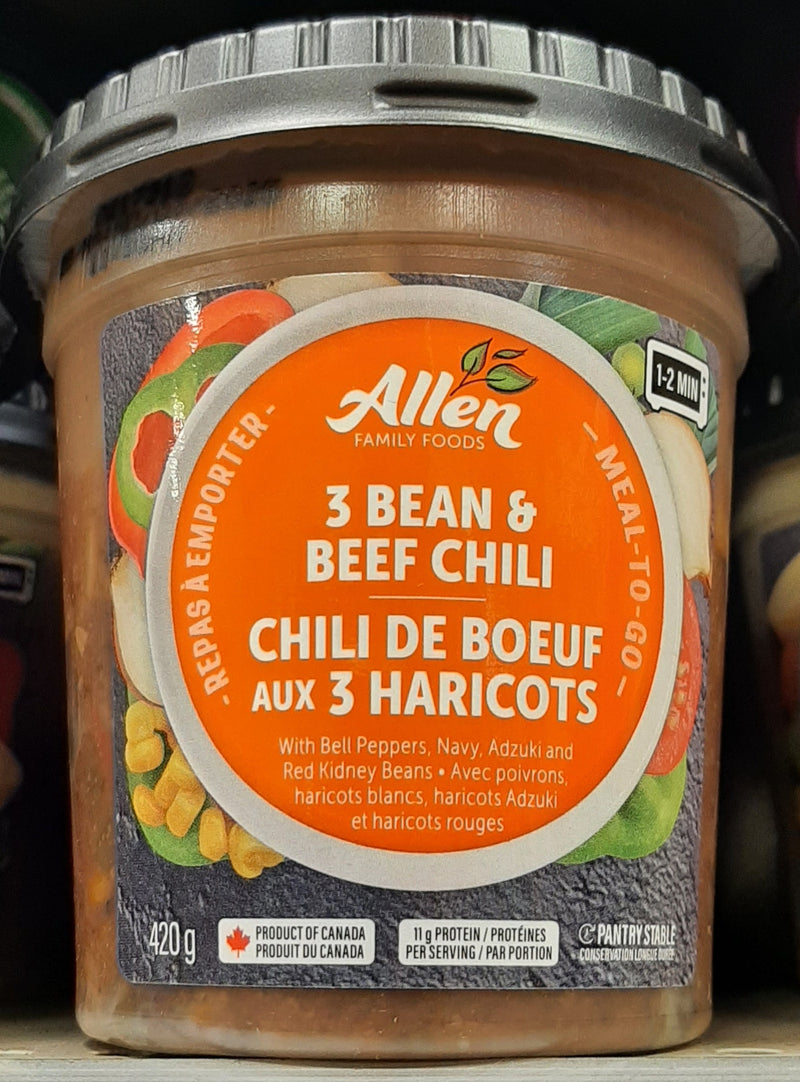 Allen
FAMILY FOODS
1-2 MIN
- REPAS À EMPORTER -
- MEAL-TO-GO -
3 BEAN &
BEEF CHILI
CHILI DE BOEUF
AUX 3 HARICOTS
With Bell Peppers, Navy, Adzuki and
Red Kidney Beans • Avec poivrons,
haricots blancs, haricots Adzuki
et haricots rouges
420 g
PRODUCT OF CANADA
PRODUIT DU CANADA
11 g PROTEIN / PROTÉINES
PER SERVING / PAR PORTION
PANTRY STABLE
CONSERVATION LONGUE DURÉE